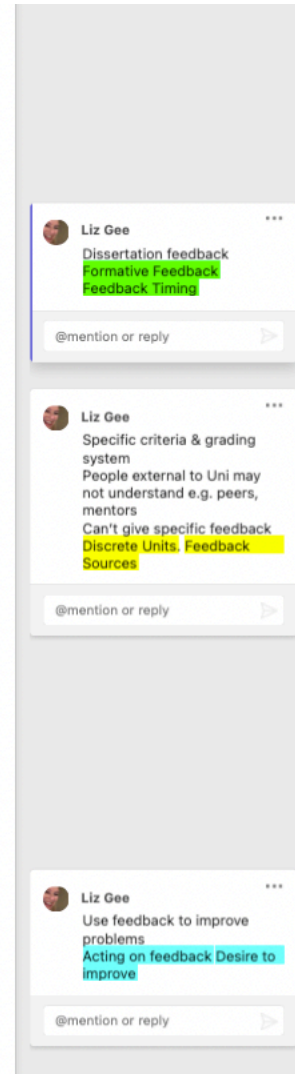 Liz Gee
Dissertation feedback
Formative Feedback
Feedback Timing
@mention or reply
Liz Gee
Specific criteria & grading
system
People external to Uni may
not understand e.g. peers,
mentors
Can't give specific feedback
Discrete Units. Feedback
Sources
@mention or reply
Liz Gee
Use feedback to improve
problems
Acting on feedback Desire to
improve
@mention or reply